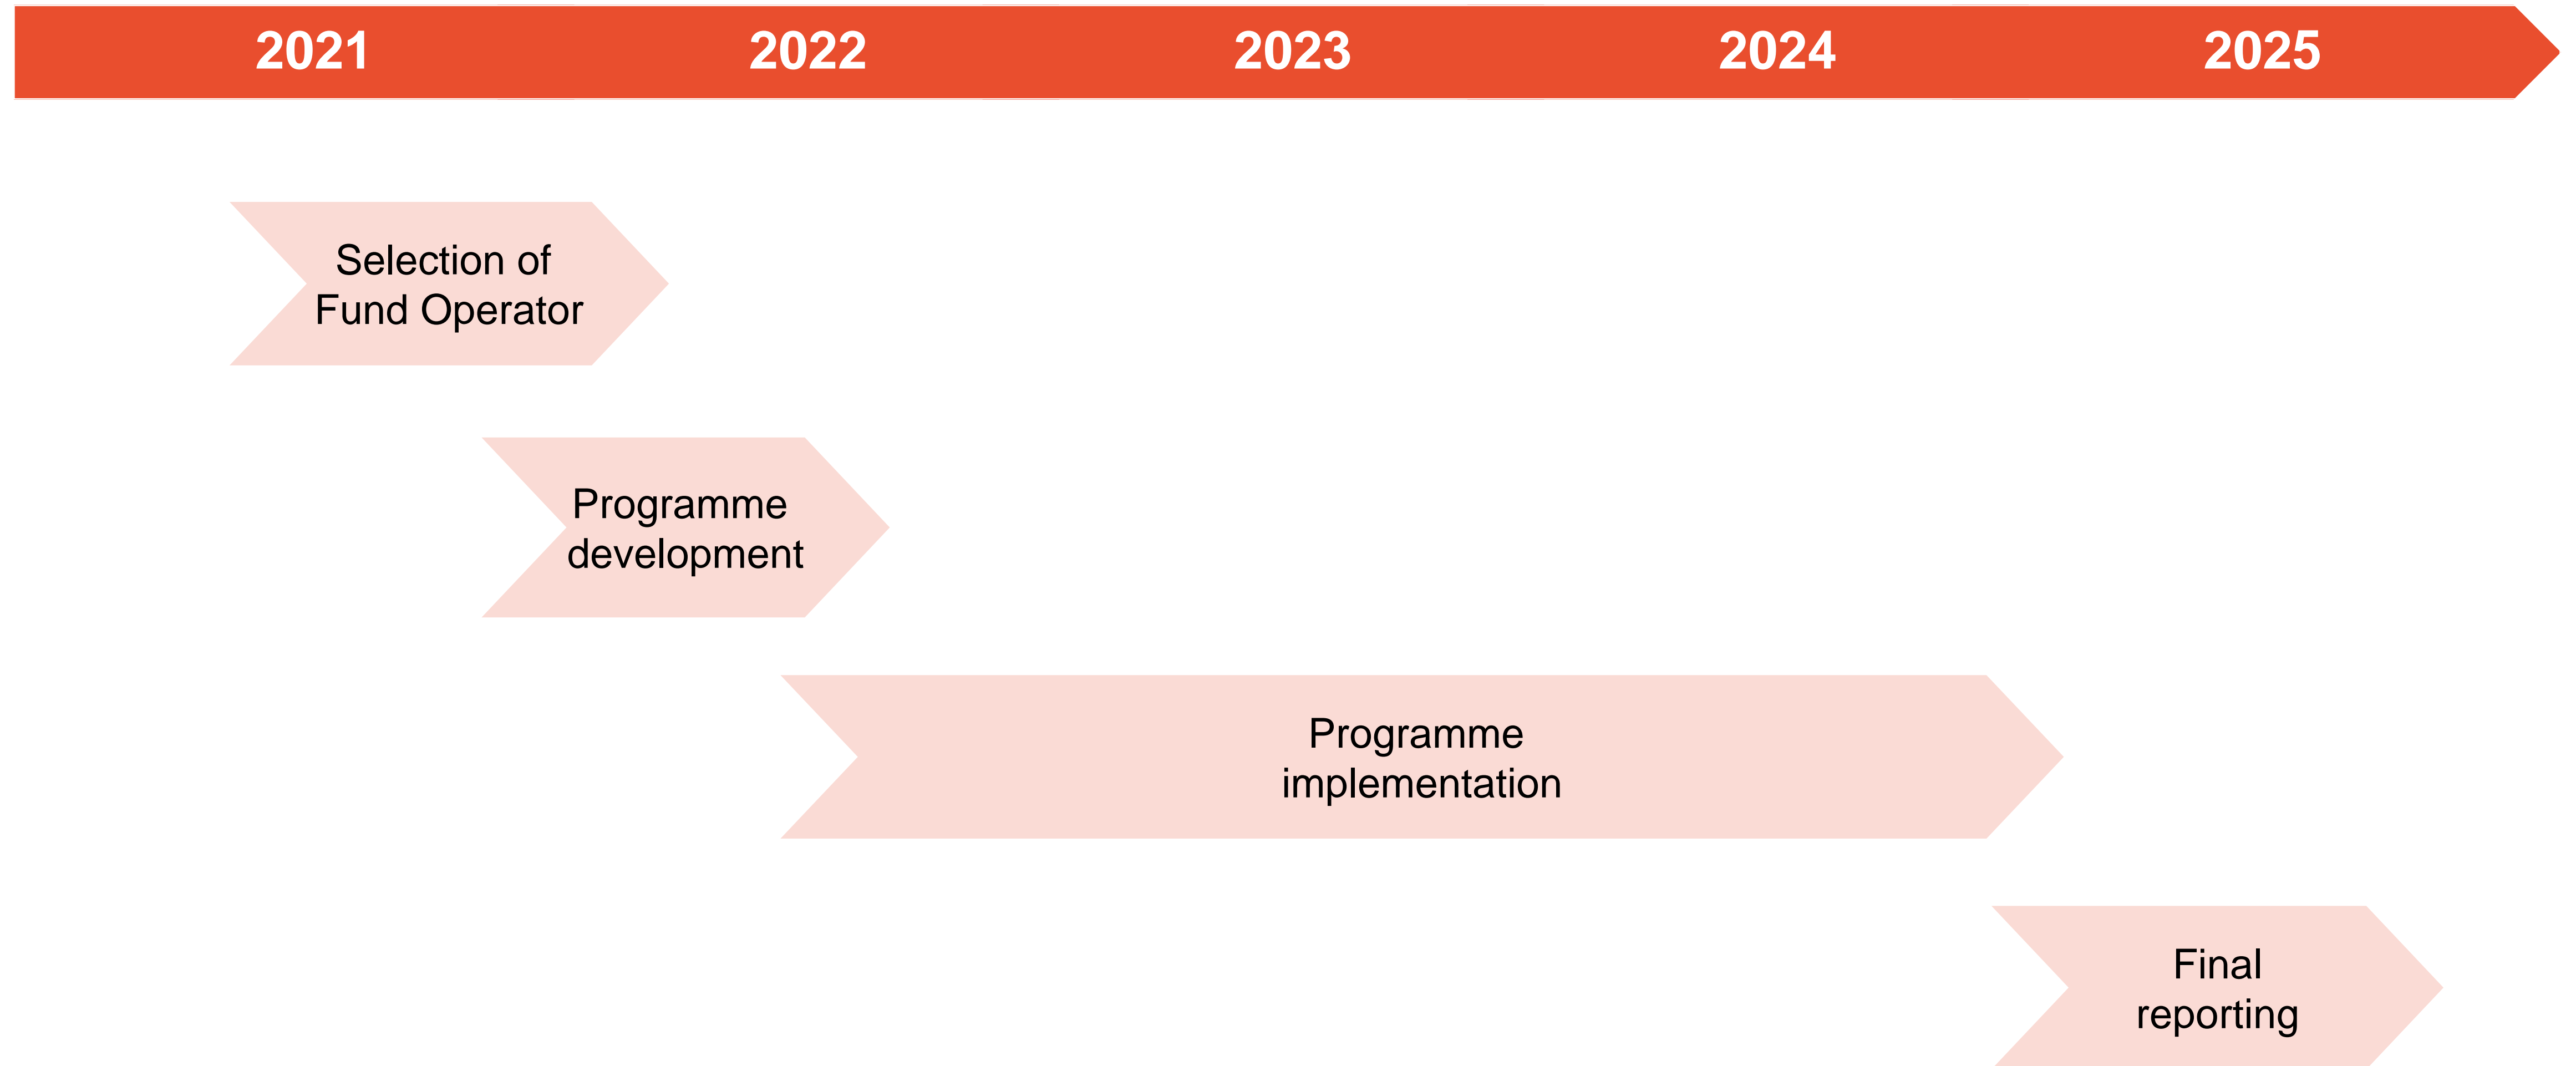 2021 2022 2023 2024 2025
Selection of
Fund Operator
Programme
development
Programme
implementation
Final
reporting